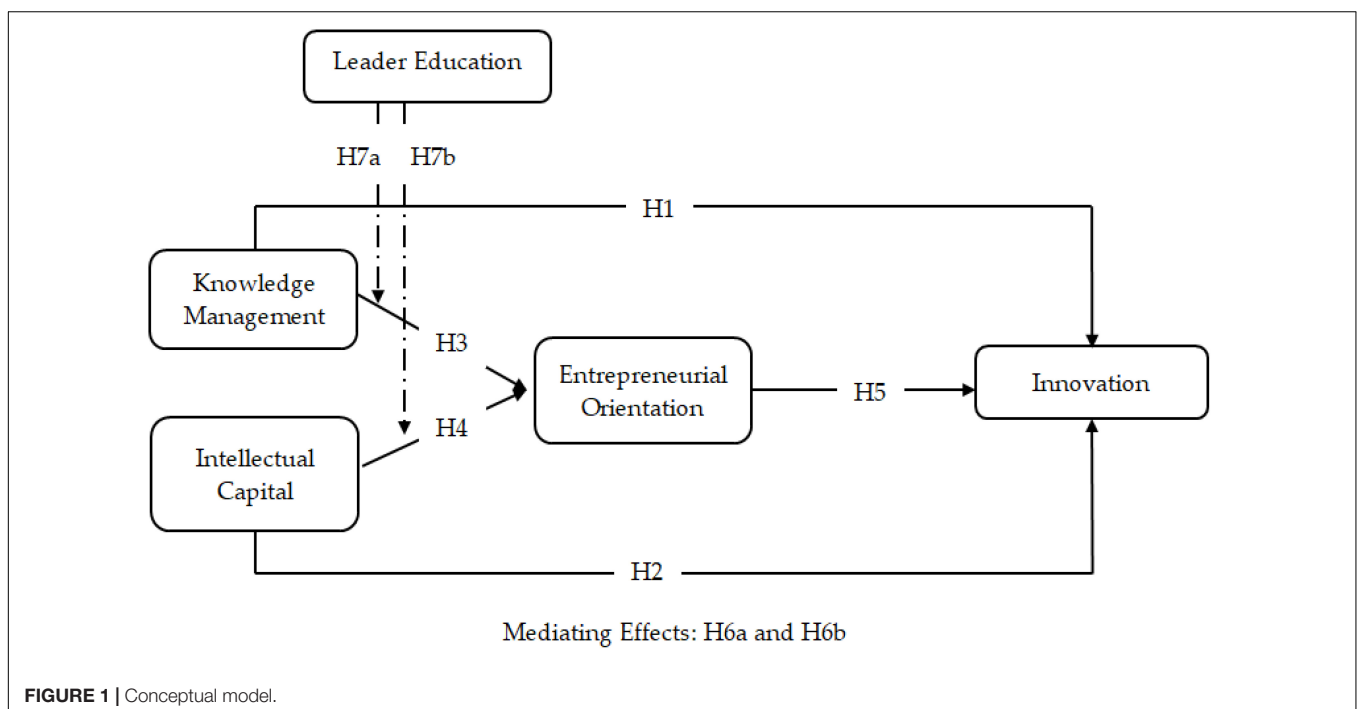 Leader Education
H7a
H7b
H1
Knowledge
Management
H3
Entrepreneurial
Orientation
H5
Innovation
H4
Intellectual
Capital
H2
Mediating Effects: H6a and H6b
FIGURE 1 | Conceptual model.